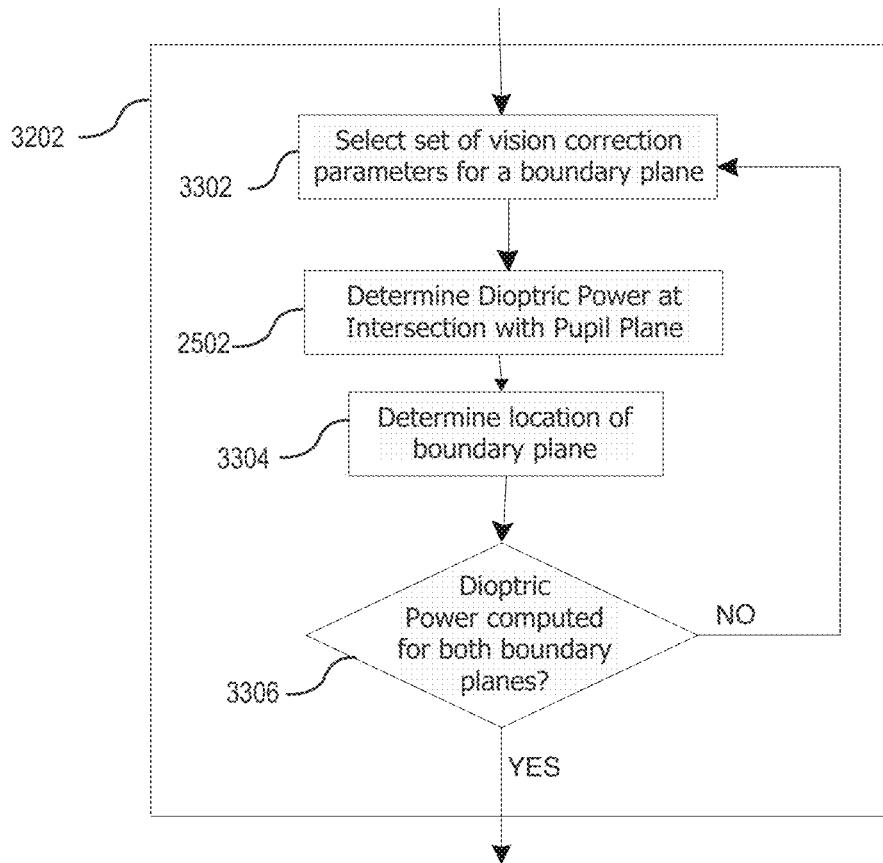 3202
3302
Select set of vision correction
parameters for a boundary plane
2502
Determine Dioptric Power at
Intersection with Pupil Plane
3304
Determine location of
boundary plane
3306
Dioptric
Power computed
for both boundary
planes?
NO
YES